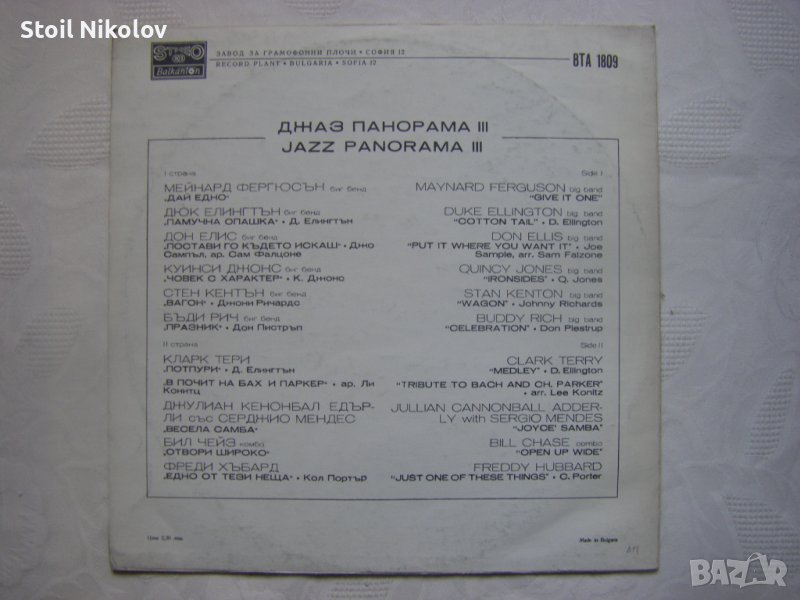 Stoil Nikolov
STEREO
Balkanton
ЗАВОД ЗА ГРАМОФОННИ ПЛОЧИ • СОФИЯ 12
RECORD PLANT • BULGARIA • SOFIA 12
ВТА 1809
ДЖАЗ ПАНОРАМА III
JAZZ PANORAMA III
I страна
МЕЙНАРД ФЕРГЮСЪН биг бенд
„ДАЙ ЕДНО“
ДЮК ЕЛИНГТЪН биг бенд
„ПАМУЧНА ОПАШКА“ • Д. Елингтън
ДОН ЕЛИС биг бенд
„ПОСТАВИ ГО КЪДЕТО ИСКАШ“ • Джо
Сампъл, ар. Сам Фалцоне
КУИНСИ ДЖОНС биг бенд
„ЧОВЕК С ХАРАКТЕР“ • К. Джонс
СТЕН КЕНТЪН биг бенд
„ВАГОН“ • Джони Ричардс
БЪДИ РИЧ биг бенд
„ПРАЗНИК“ • Дон Пистръп
II страна
КЛАРК ТЕРИ
„ПОТПУРИ“ • Д. Елингтън
„В ПОЧИТ НА БАХ И ПАРКЕР“ • ар. Ли
Конитц
ДЖУЛИАН КЕНОНБАЛ ЕДЪР-
ЛИ със СЕРДЖИО МЕНДЕС
„ВЕСЕЛА САМБА“
БИЛ ЧЕЙЗ комбо
„ОТВОРИ ШИРОКО“
ФРЕДИ ХЪБАРД
„ЕДНО ОТ ТЕЗИ НЕЩА“ • Кол Портър
Side I
MAYNARD FERGUSON big band
“GIVE IT ONE”
DUKE ELLINGTON big band
“COTTON TAIL” • D. Ellington
DON ELLIS big band
“PUT IT WHERE YOU WANT IT” • Joe
Sample, arr. Sam Falzone
QUINCY JONES big band
“IRONSIDES” • Q. Jones
STAN KENTON big band
“WAGON” • Johnny Richards
BUDDY RICH big band
“CELEBRATION” • Don Piestrup
Side II
CLARK TERRY
“MEDLEY” • D. Ellington
“TRIBUTE TO BACH AND CH. PARKER”
• arr. Lee Konitz
JULLIAN CANNONBALL ADDER-
LY with SERGIO MENDES
“JOYCE’ SAMBA”
BILL CHASE combo
“OPEN UP WIDE”
FREDDY HUBBARD
“JUST ONE OF THESE THINGS” • C. Porter
Цена лев.
Made in Bulgaria
BAZAR
bg